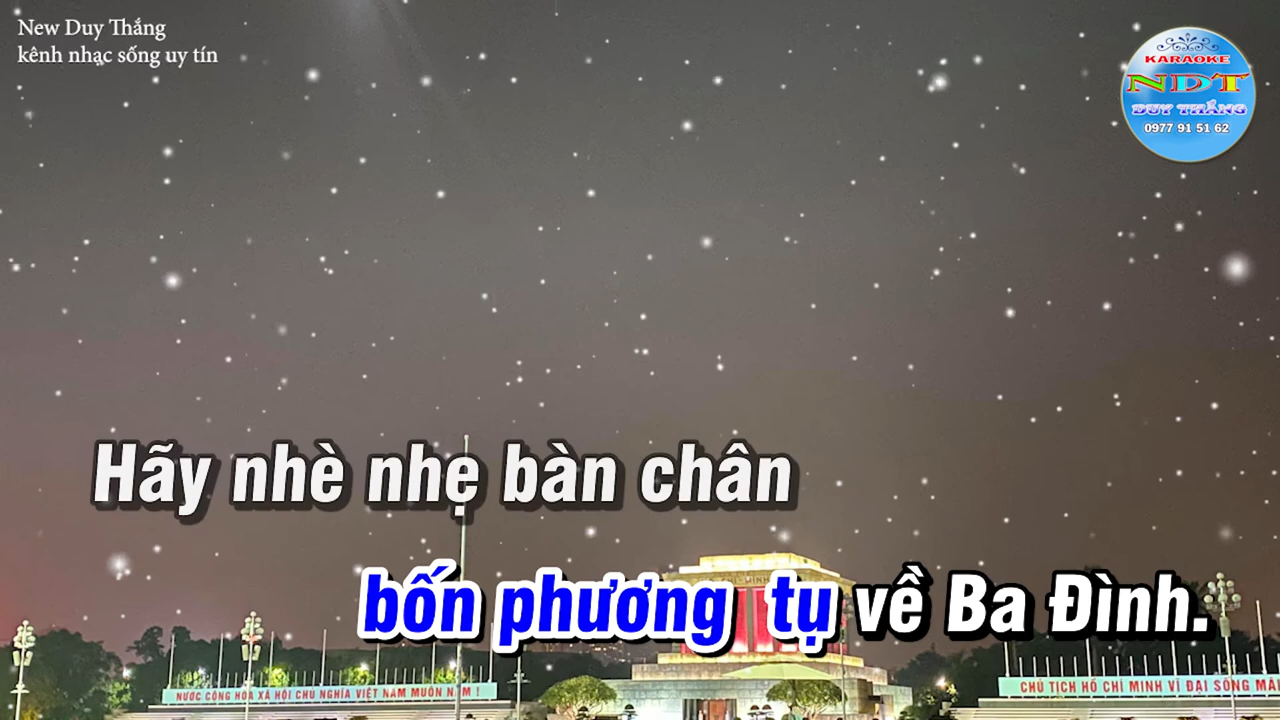 New Duy Thắng
kênh nhạc sống uy tín
KARAOKE
NDT
DUY THẮNG
0977 91 51 62
Hãy nhè nhẹ bàn chân
bốn phương tụ về Ba Đình.
NƯỚC CỘNG HÒA XÃ HỘI CHỦ NGHĨA VIỆT NAM MUÔN NĂM !
CHỦ TỊCH HỒ CHÍ MINH VĨ ĐẠI SỐNG MÃI